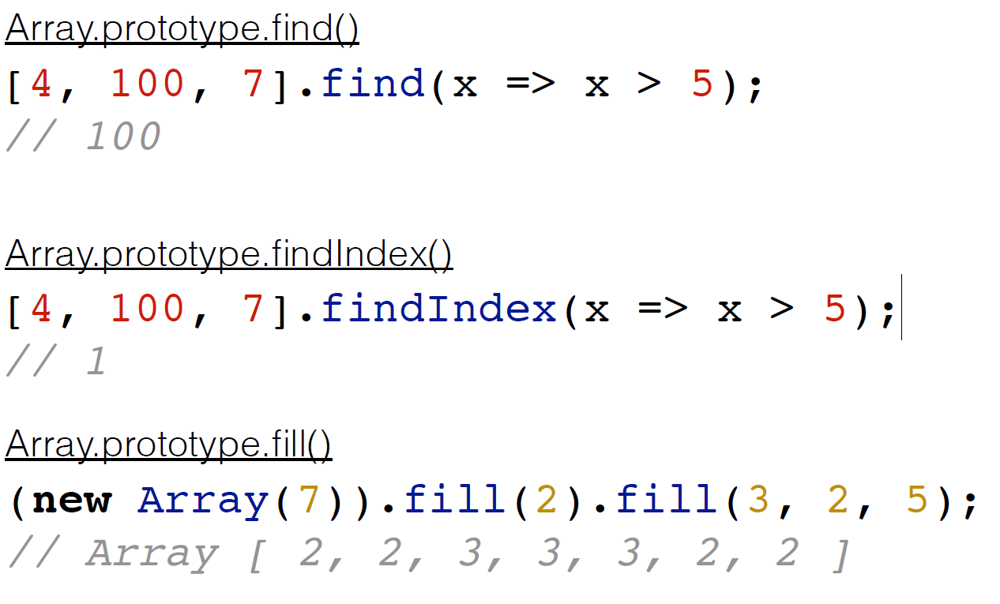 Array.prototype.find()
[4, 100, 7].find(x => x > 5);
// 100
Array.prototype.findIndex()
[4, 100, 7].findIndex(x => x > 5);
// 1
Array.prototype.fill()
(new Array(7)).fill(2).fill(3, 2, 5);
// Array [ 2, 2, 3, 3, 3, 2, 2 ]